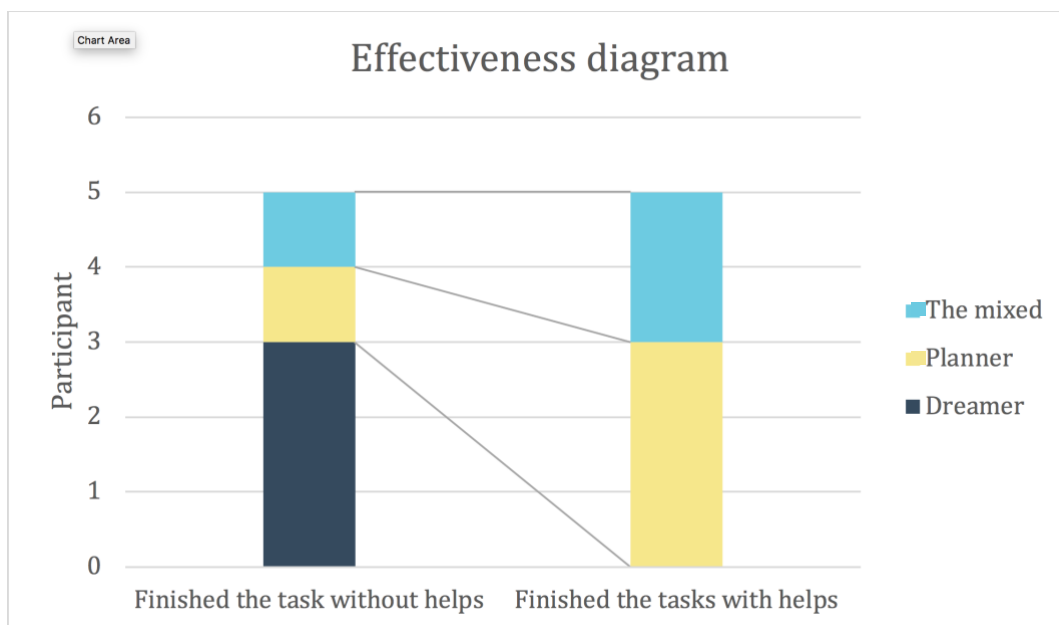 Chart Area
Effectiveness diagram
6
5
4
3
2
1
0
Participant
The mixed
Planner
Dreamer
Finished the task without helps
Finished the tasks with helps